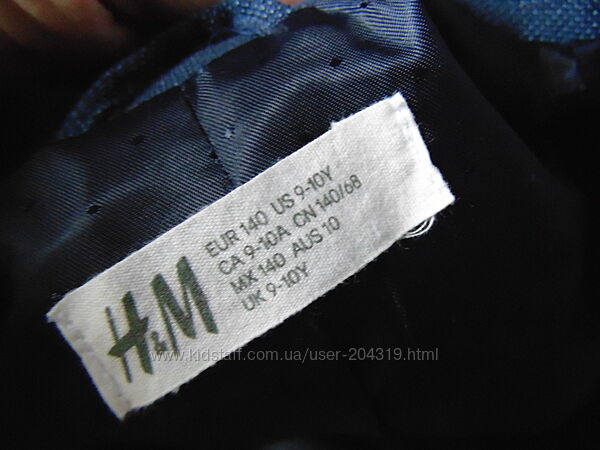 H&M
EUR 140 US 9-10Y
CA 9-10A CN 140/68
MX 140 AUS 10
UK 9-10Y
www.kidstaff.com.ua/user-204319.html